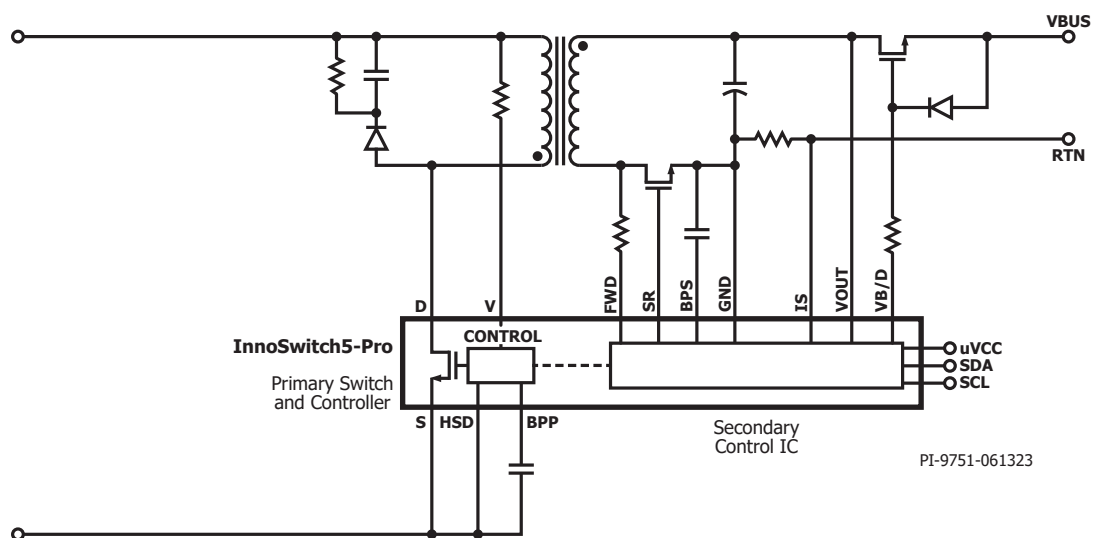 VBUS
RTN
FWD
SR
BPS
GND
IS
VOUT
VB/D
D
V
CONTROL
InnoSwitch5-Pro
Primary Switch
and Controller
uVCC
SDA
SCL
S
HSD
BPP
Secondary
Control IC
PI-9751-061323